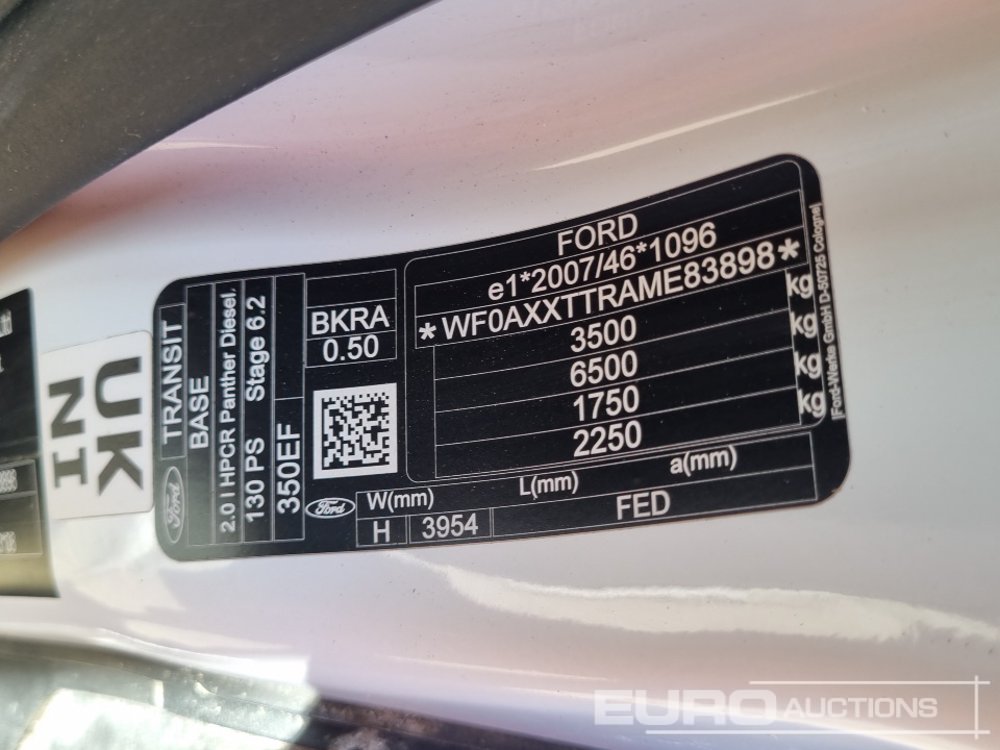 UK
NI
Ford
TRANSIT
BASE
2.0 l HPCR Panther Diesel.
130 PS Stage 6.2
350EF
BKRA
0.50
Ford
FORD
e1*2007/46*1096
*WF0AXXTTRAME83898*
3500 kg
6500 kg
1750 kg
2250 kg
W(mm) L(mm) a(mm)
H 3954 FED
Ford-Werke GmbH D-50725 Cologne
EURO AUCTIONS